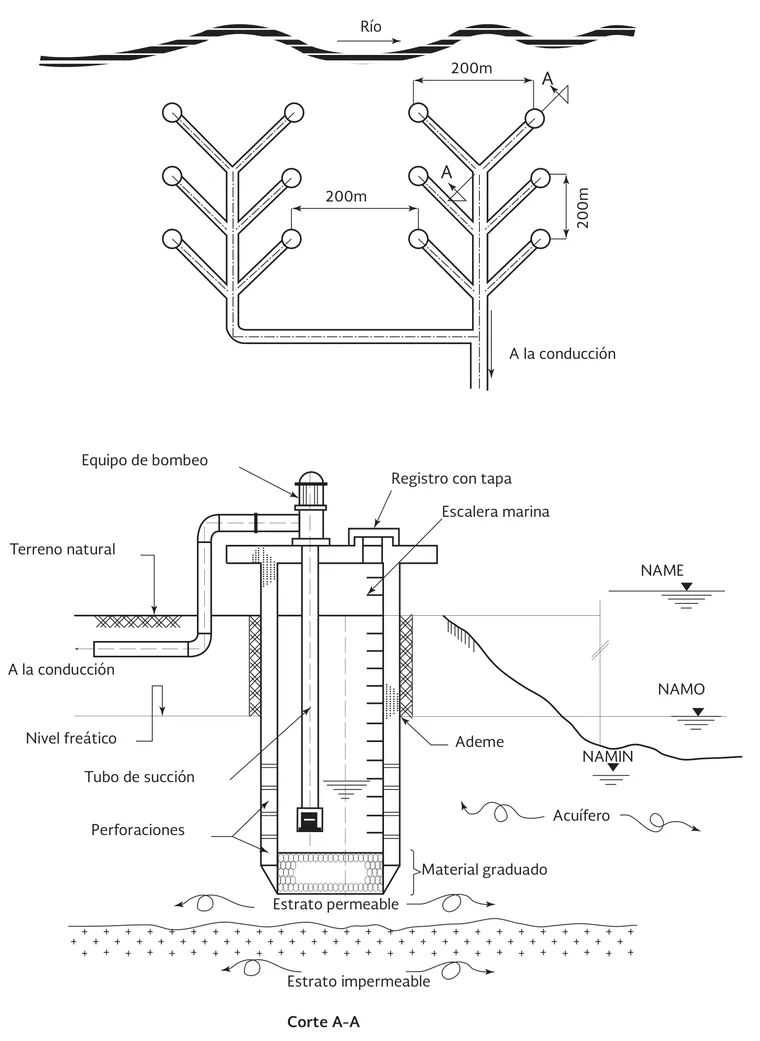 Río
200m
A
A
200m
200m
A la conducción
Equipo de bombeo
Registro con tapa
Escalera marina
Terreno natural
NAME
A la conducción
NAMO
Nivel freático
Ademe
NAMIN
Tubo de succión
Acuífero
Perforaciones
Material graduado
Estrato permeable
Estrato impermeable
Corte A-A